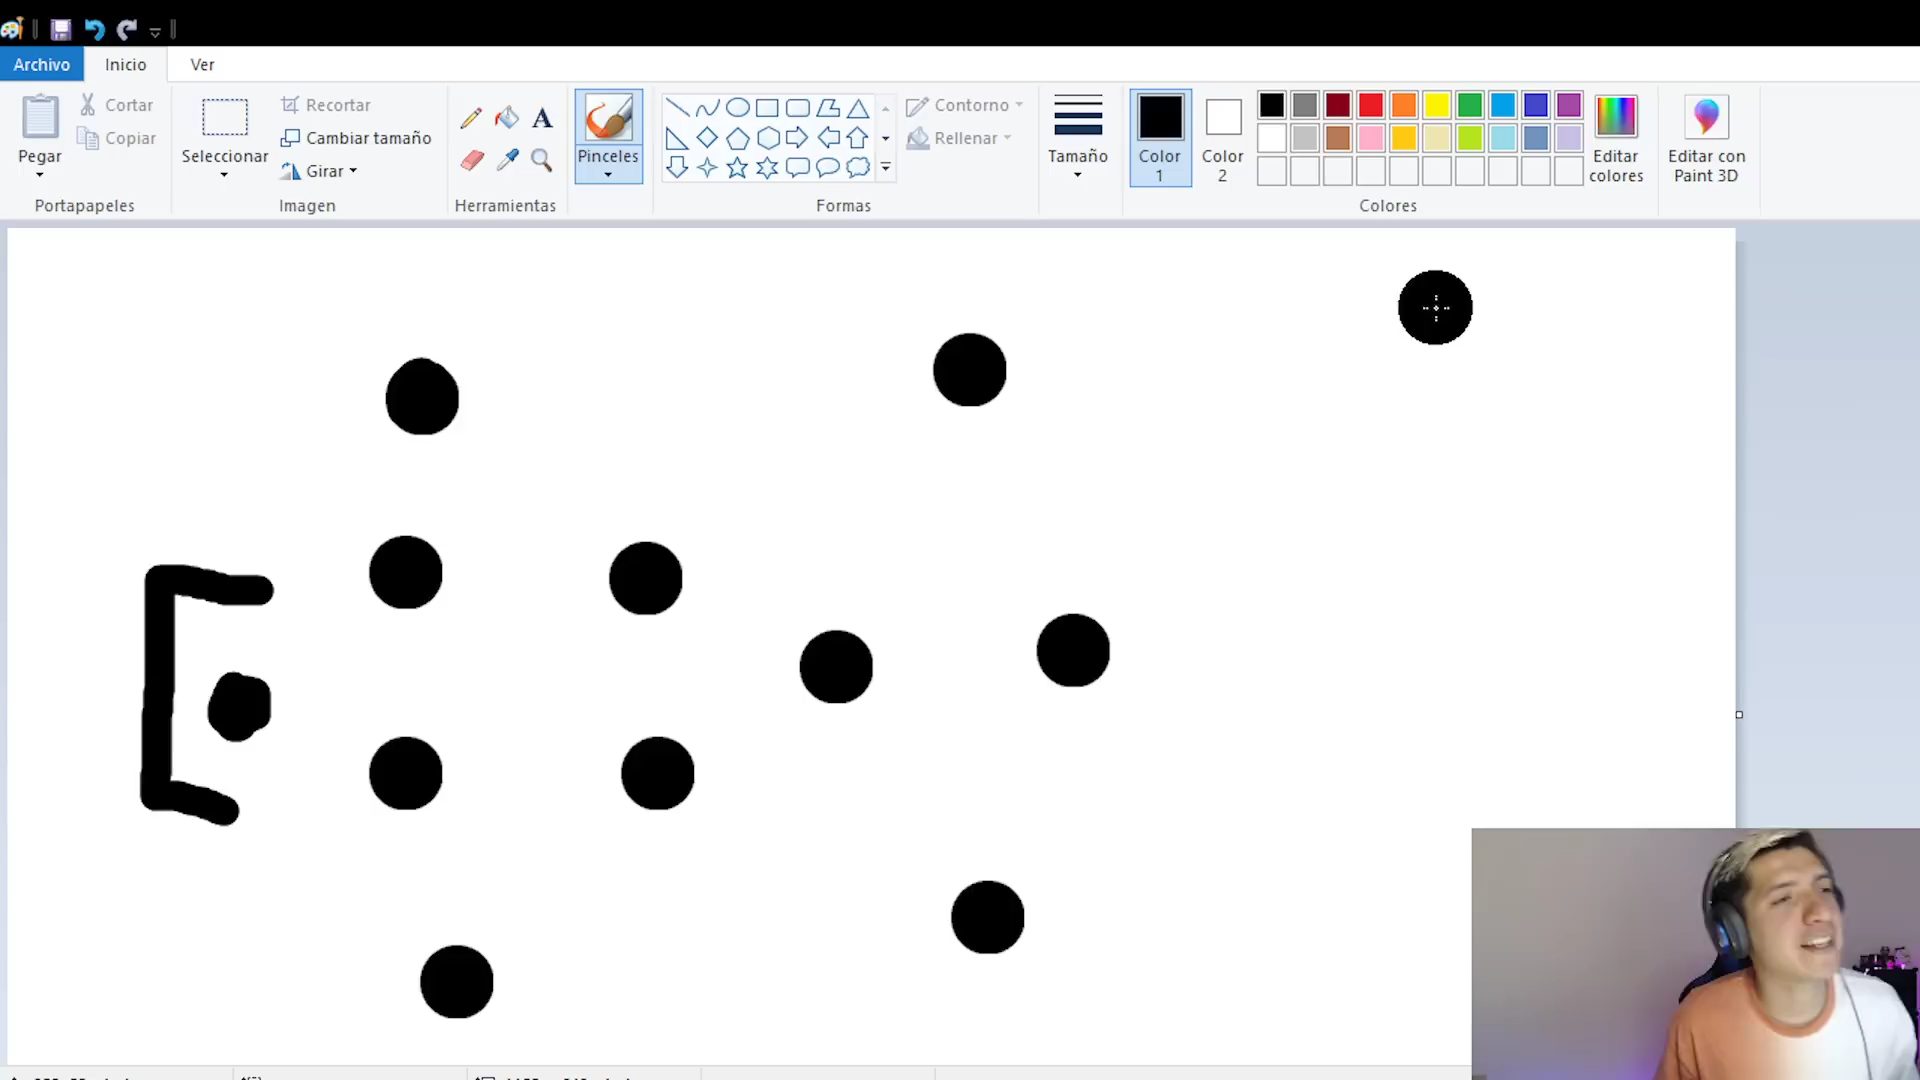 Archivo Inicio Ver
Cortar
Copiar
Pegar
Portapapeles
Seleccionar
Recortar
Cambiar tamaño
Girar
Imagen
A
Herramientas
Pinceles
Contorno
Rellenar
Formas
Tamaño
Color
1
Color
2
Editar
colores
Colores
Editar con
Paint 3D